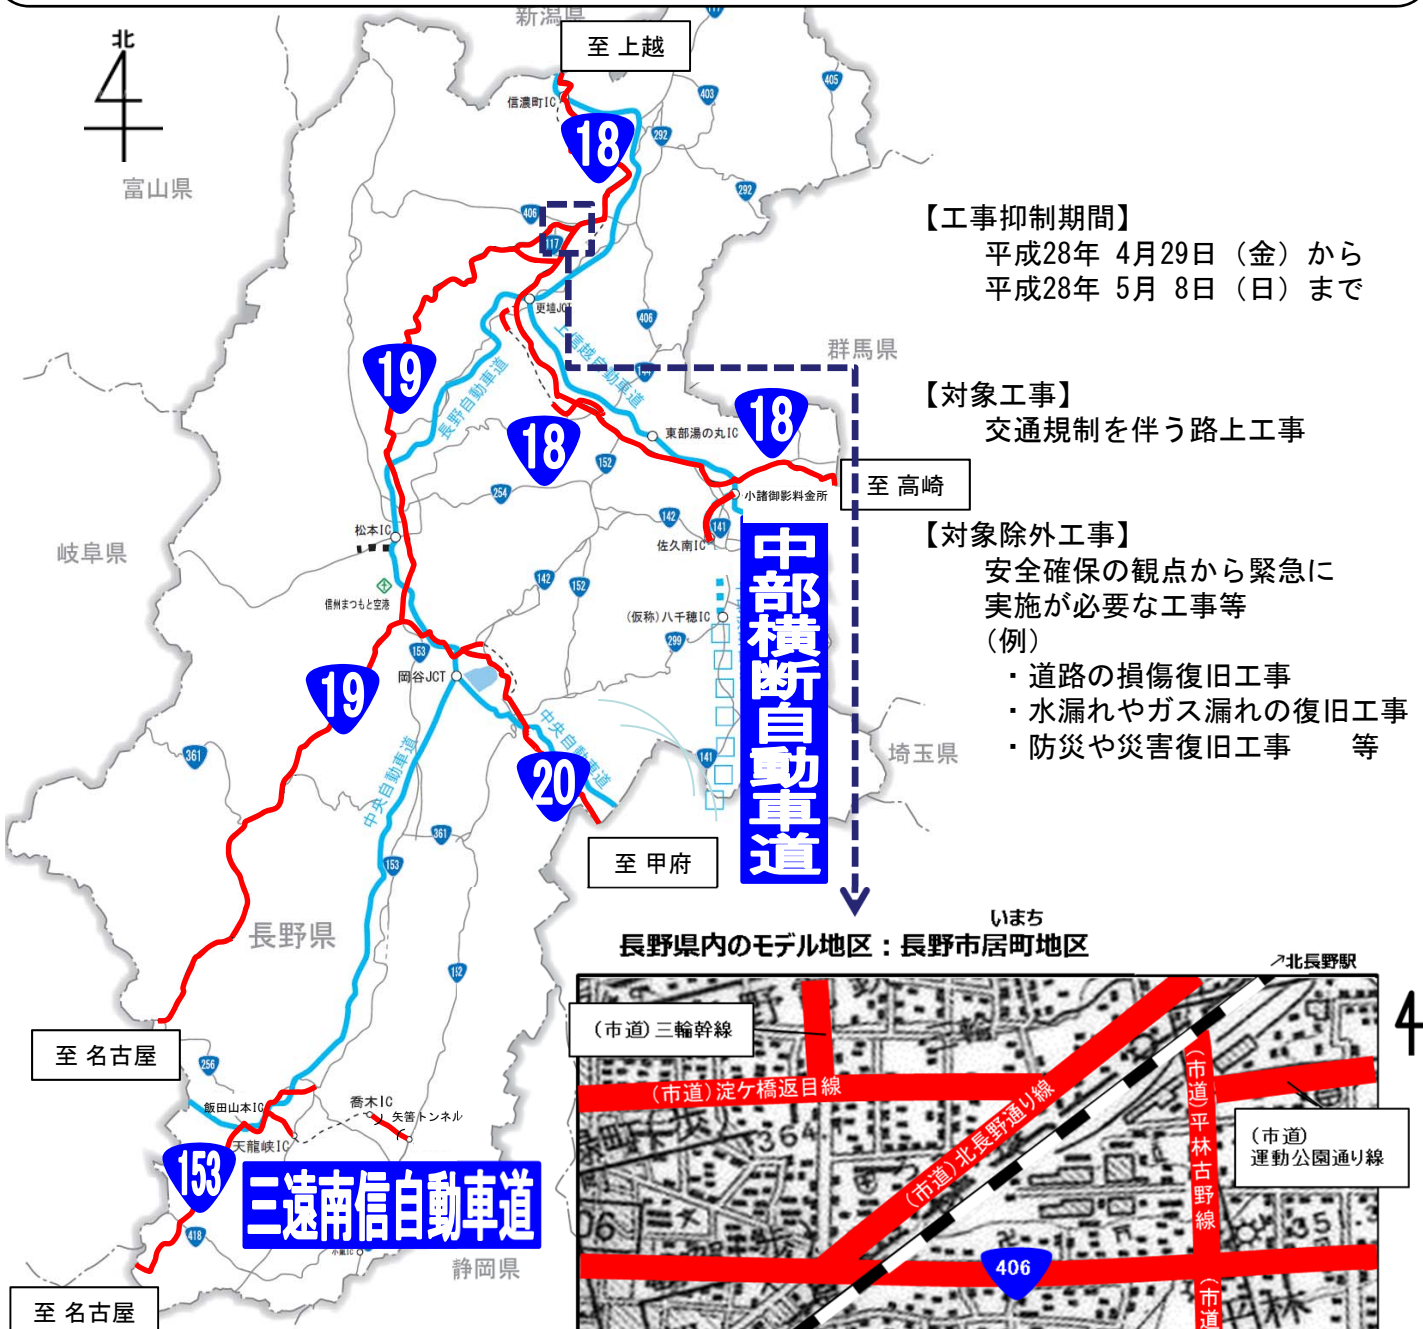 新潟県
至 上越
北
信濃町IC
403
405
18
292
富山県
292
406
117
【工事抑制期間】
平成28年 4月29日（金）から
平成28年 5月 8日（日）まで
更埴JCT
406
上信越自動車道
群馬県
19
長野自動車道
144
【対象工事】
交通規制を伴う路上工事
18
東部湯の丸IC
18
152
至 高崎
254
小諸御影料金所
142
141
松本IC
佐久南IC
岐阜県
【対象除外工事】
安全確保の観点から緊急に
実施が必要な工事等
（例）
・道路の損傷復旧工事
・水漏れやガス漏れの復旧工事
・防災や災害復旧工事　　等
中部横断自動車道
142
152
信州まつもと空港
(仮称)八千穂IC
299
153
岡谷JCT
19
中央自動車道
361
141
埼玉県
20
中央自動車道
361
153
至 甲府
長野県
152
いまち
長野県内のモデル地区：長野市居町地区
↗北長野駅
至 名古屋
256
飯田山本IC
喬木IC
矢筈トンネル
天龍峡IC
153
三遠南信自動車道
418
静岡県
至 名古屋
(市道)三輪幹線
4
(市道)淀ケ橋返目線
(市道)北長野通り線
(市道)平林古野線
(市道)
運動公園通り線
364
35
406
(市道
平林